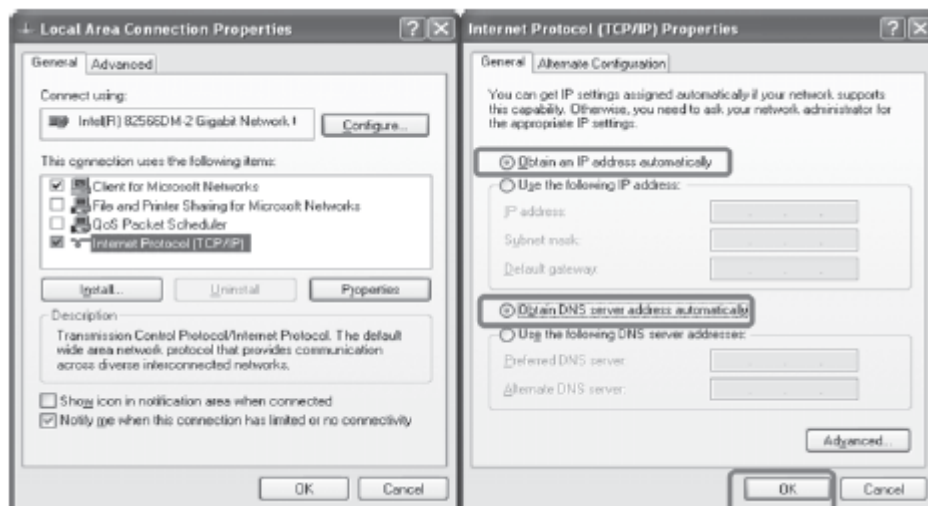 Local Area Connection Properties
General
Advanced
Connect using:
Intel(R) 82566DM-2 Gigabit Network
Configure...
This connection uses the following items:
Client for Microsoft Networks
File and Printer Sharing for Microsoft Networks
QoS Packet Scheduler
Internet Protocol (TCP/IP)
Install...
Uninstall
Properties
Description
Transmission Control Protocol/Internet Protocol. The default
wide area network protocol that provides communication
across diverse interconnected networks.
Show icon in notification area when connected
Notify me when this connection has limited or no connectivity
OK
Cancel
Internet Protocol (TCP/IP) Properties
General
Alternate Configuration
You can get IP settings assigned automatically if your network supports
this capability. Otherwise, you need to ask your network administrator for
the appropriate IP settings.
Obtain an IP address automatically
Use the following IP address:
IP address:
Subnet mask:
Default gateway:
Obtain DNS server address automatically
Use the following DNS server addresses:
Preferred DNS server:
Alternate DNS server:
Advanced...
OK
Cancel